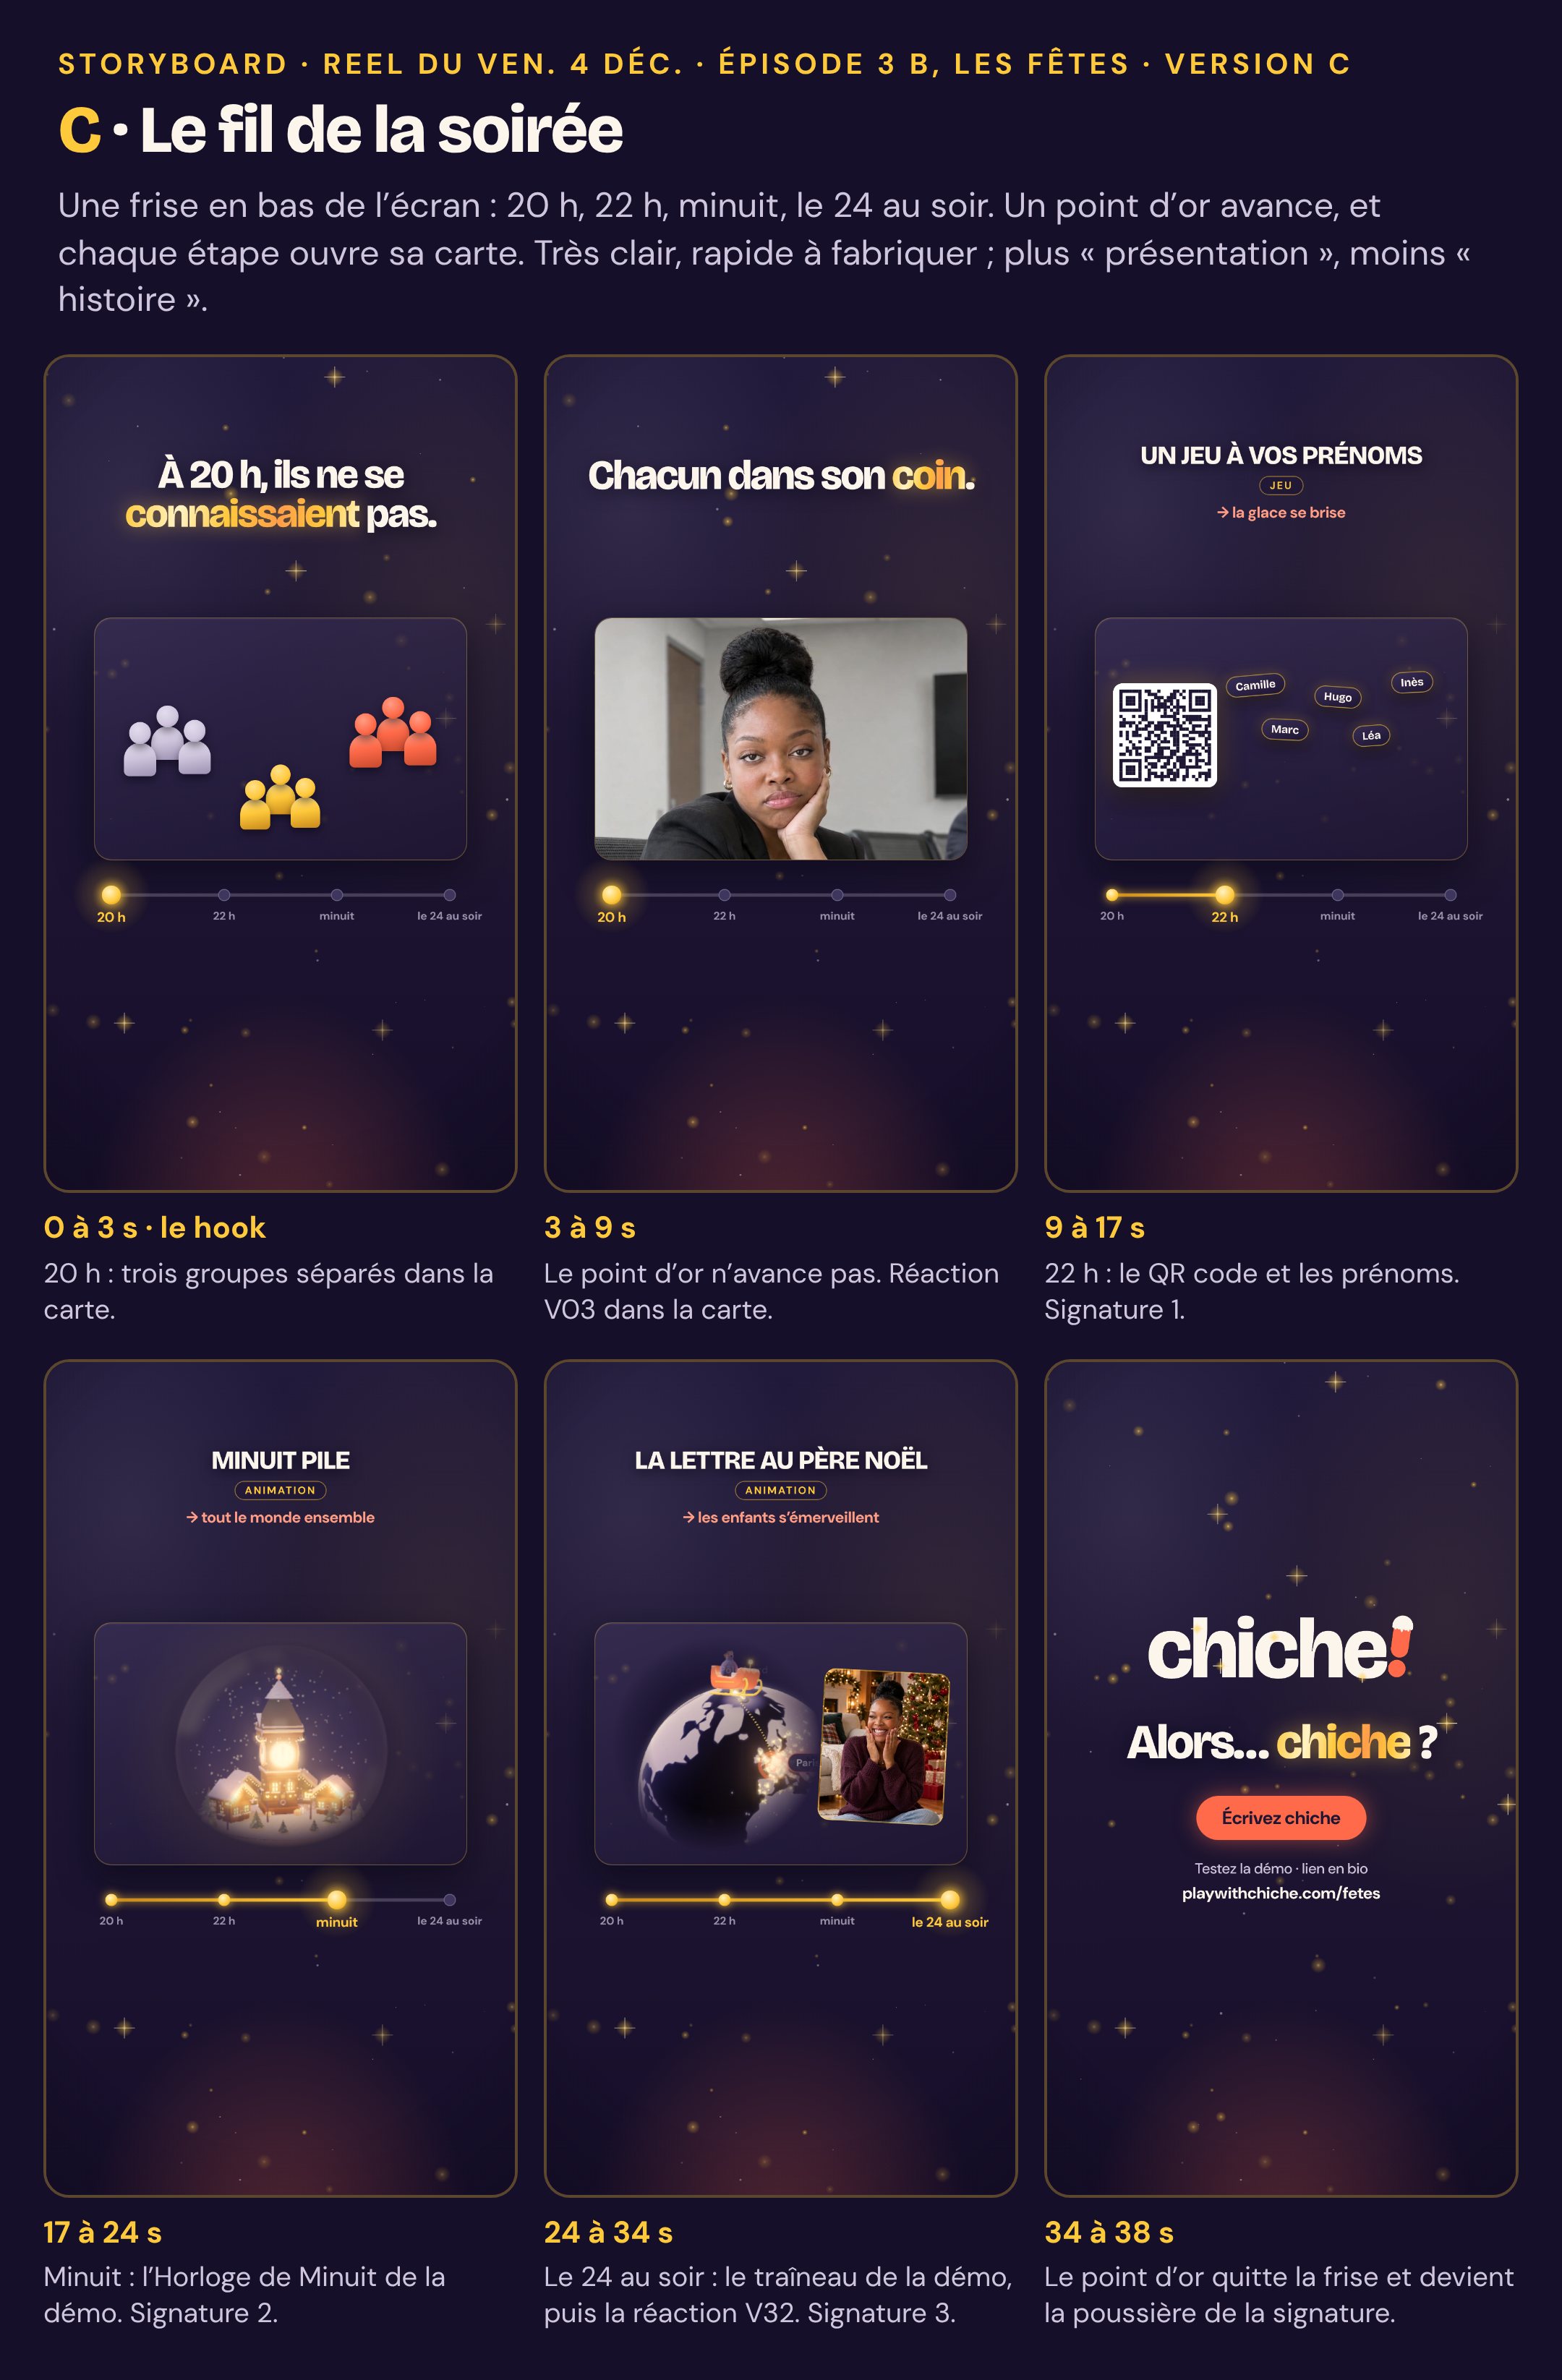 STORYBOARD · REEL DU VEN. 4 DÉC. · ÉPISODE 3 B, LES FÊTES · VERSION C
C · Le fil de la soirée
Une frise en bas de l’écran : 20 h, 22 h, minuit, le 24 au soir. Un point d’or avance, et
chaque étape ouvre sa carte. Très clair, rapide à fabriquer ; plus « présentation », moins «
histoire ».
À 20 h, ils ne se
connaissaient pas.
20 h
22 h
minuit
le 24 au soir
0 à 3 s · le hook
20 h : trois groupes séparés dans la
carte.
Chacun dans son coin.
20 h
22 h
minuit
le 24 au soir
3 à 9 s
Le point d’or n’avance pas. Réaction
V03 dans la carte.
UN JEU À VOS PRÉNOMS
JEU
→ la glace se brise
Camille
Hugo
Inès
Marc
Léa
20 h
22 h
minuit
le 24 au soir
9 à 17 s
22 h : le QR code et les prénoms.
Signature 1.
MINUIT PILE
ANIMATION
→ tout le monde ensemble
20 h
22 h
minuit
le 24 au soir
17 à 24 s
Minuit : l’Horloge de Minuit de la
démo. Signature 2.
LA LETTRE AU PÈRE NOËL
ANIMATION
→ les enfants s’émerveillent
20 h
22 h
minuit
le 24 au soir
24 à 34 s
Le 24 au soir : le traîneau de la démo,
puis la réaction V32. Signature 3.
chiche!
Alors... chiche ?
Écrivez chiche
Testez la démo · lien en bio
playwithchiche.com/fetes
34 à 38 s
Le point d’or quitte la frise et devient
la poussière de la signature.